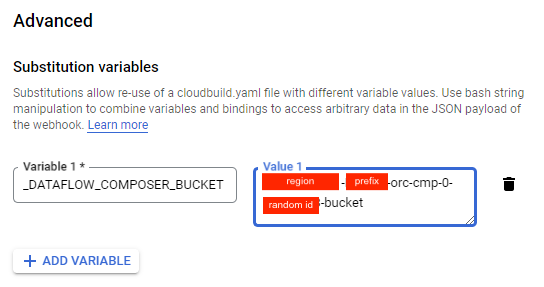 Advanced
Substitution variables
Substitutions allow re-use of a cloudbuild.yaml file with different variable values. Use bash string
manipulation to combine variables and bindings to access arbitrary data in the JSON payload of
the webhook. Learn more
Variable 1 *
_DATAFLOW_COMPOSER_BUCKET
Value 1
region - prefix -orc-cmp-0-
random id -bucket
ADD VARIABLE